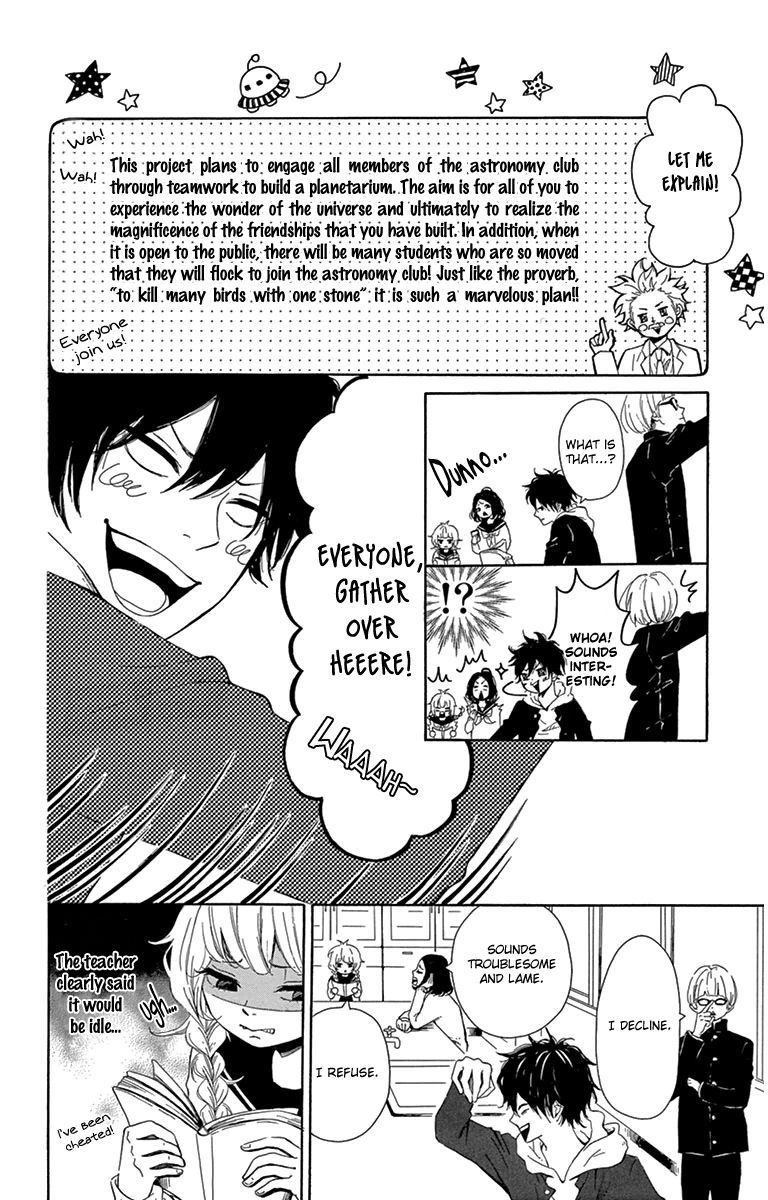 LET ME
EXPLAIN!
Wah!
Wah!
This project plans to engage all members of the astronomy club
through teamwork to build a planetarium. The aim is for all of you to
experience the wonder of the universe and ultimately to realize the
magnificence of the friendships that you have built. In addition, when
it is open to the public, there will be many students who are so moved
that they will flock to join the astronomy club! Just like the proverb,
"to kill many birds with one stone" it is such a marvelous plan!!
Everyone
join us!
WHAT IS
THAT...?
Dunno...
!?
WHOA!
SOUNDS
INTER-
ESTING!
EVERYONE,
GATHER
OVER
HEEERE!
WAAAH~
I DECLINE.
SOUNDS
TROUBLESOME
AND LAME.
I REFUSE.
The teacher
clearly said
it would
be idle...
Ugh...
I've been
cheated!